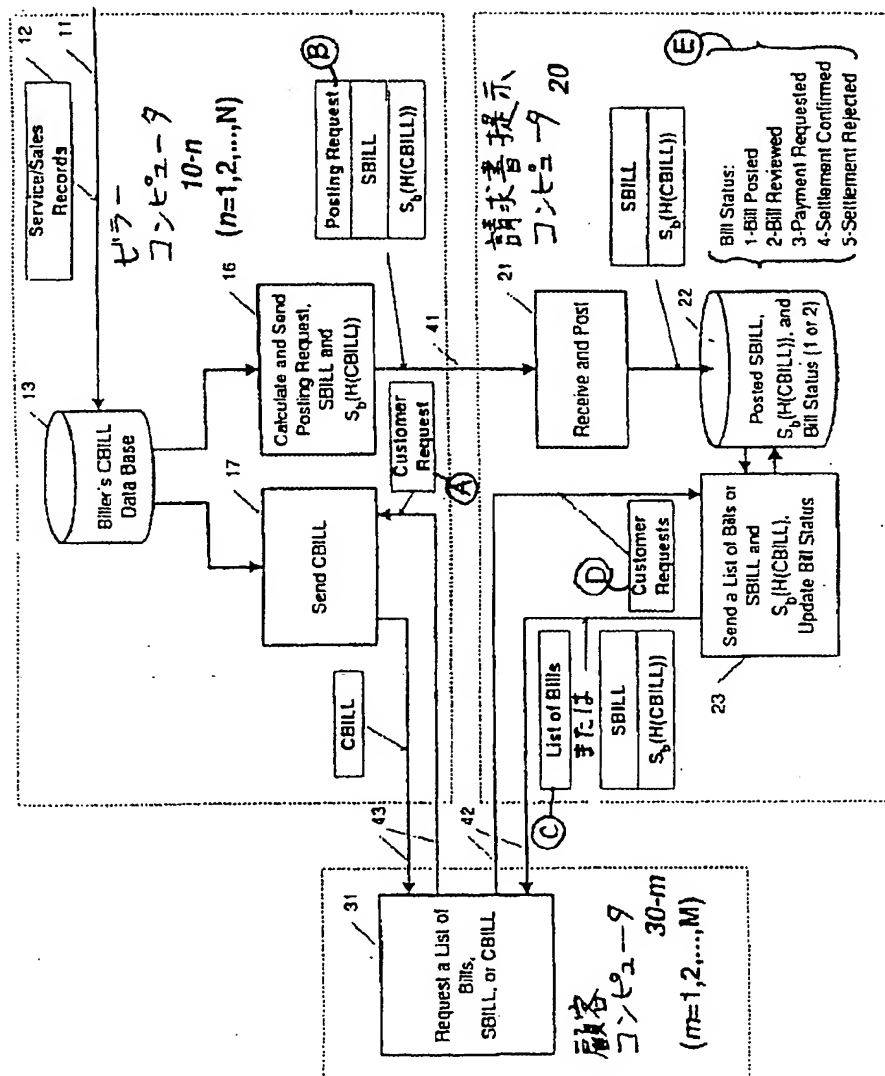 12
11
Service/Sales
Records
ビラー
コンピュータ
10-n
(n=1,2,...,N)
13
Biller's CBILL
Data Base
16
Calculate and Send
Posting Request,
SBILL and
S_b(H(CBILL))
B
Posting Request
SBILL
S_b(H(CBILL))
17
Send CBILL
Customer
Request
A
41
CBILL
43
請求書提示
コンピュータ 20
21
Receive and Post
SBILL
S_b(H(CBILL))
E
Bill Status:
1-Bill Posted
2-Bill Reviewed
3-Payment Requested
4-Settlement Confirmed
5-Settlement Rejected
22
Posted SBILL,
S_b(H(CBILL)), and
Bill Status (1 or 2)
D
Customer
Requests
Send a List of Bills or
SBILL and
S_b(H(CBILL)),
Update Bill Status
23
List of Bills
または
SBILL
S_b(H(CBILL))
C
42
31
Request a List of
Bills,
SBILL, or CBILL
顧客
コンピュータ
30-m
(m=1,2,...,M)